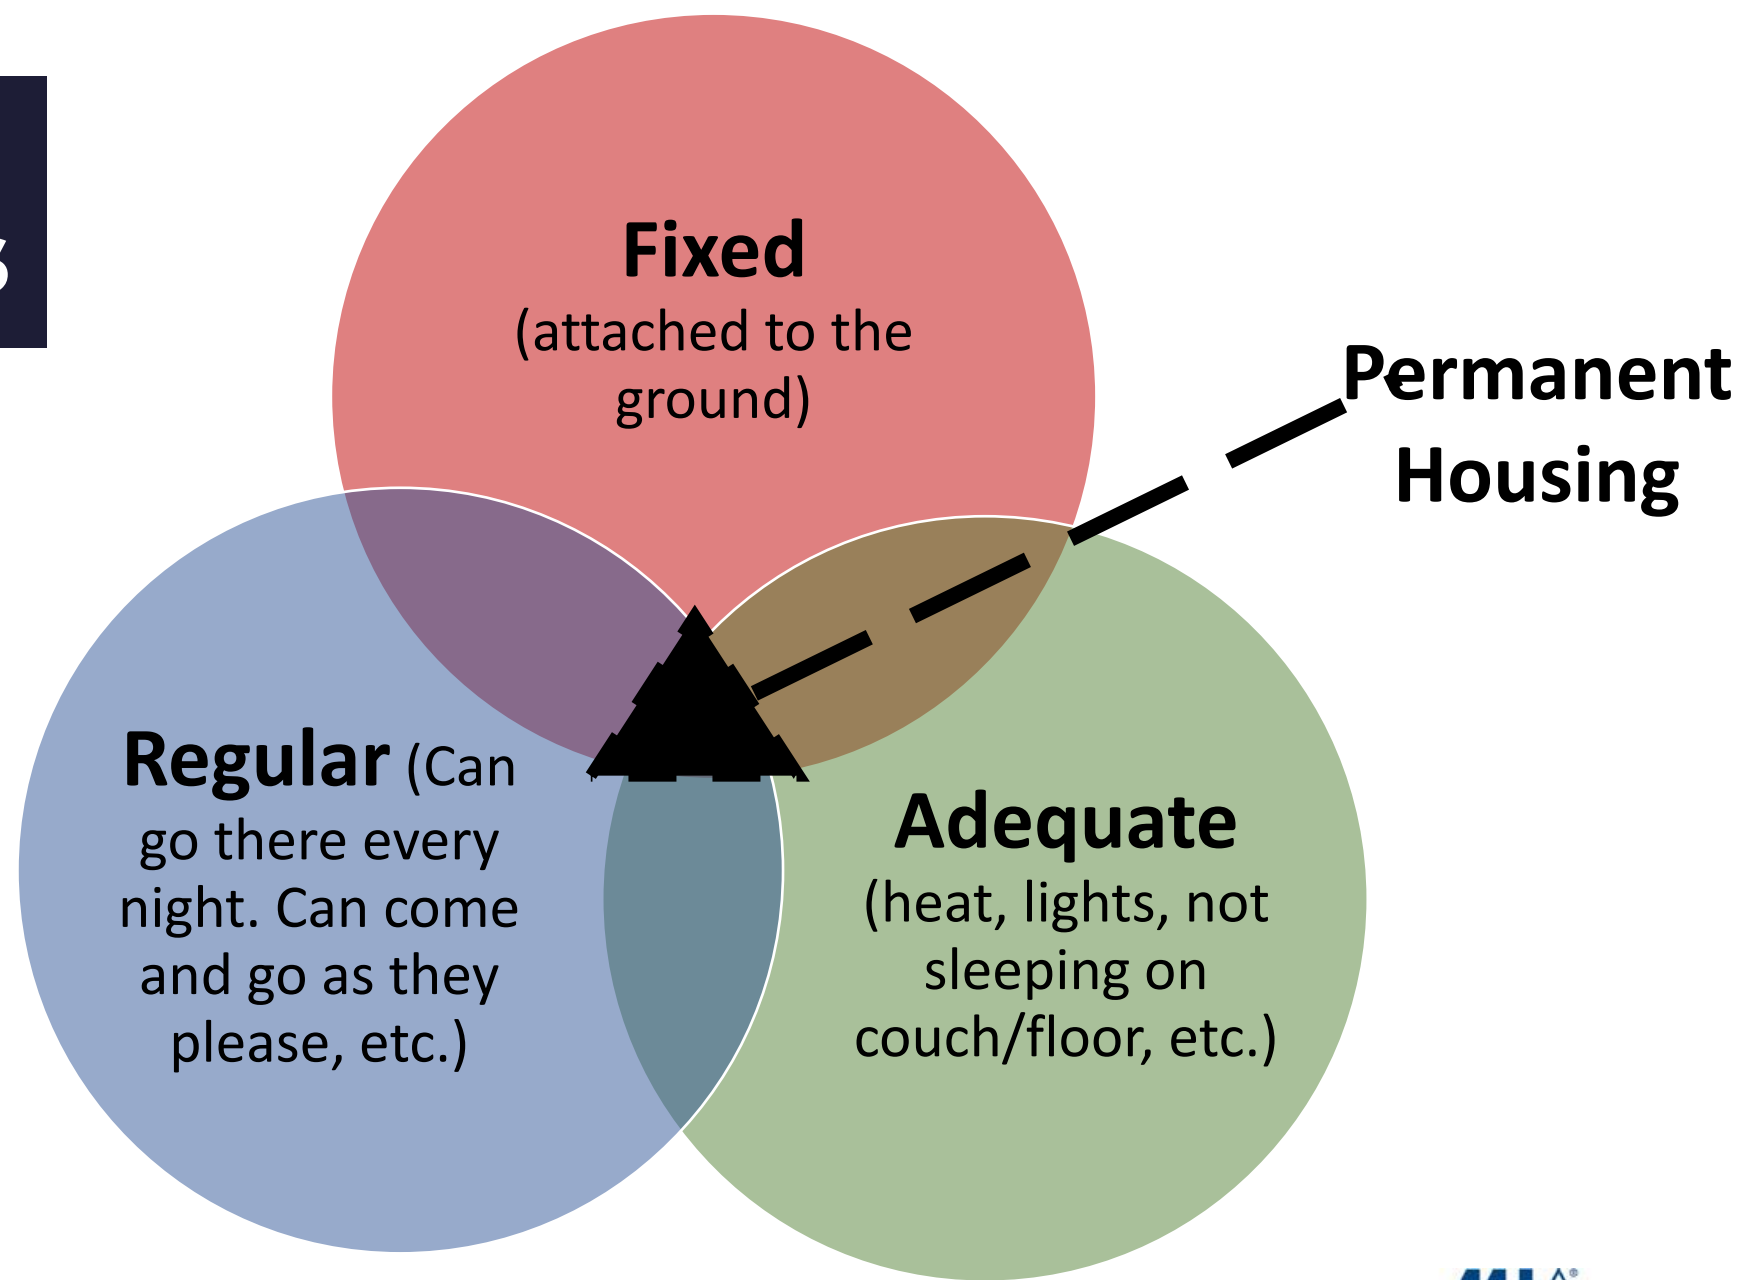 Fixed
(attached to the
ground)
Permanent
Housing
Regular (Can
go there every
night. Can come
and go as they
please, etc.)
Adequate
(heat, lights, not
sleeping on
couch/floor, etc.)